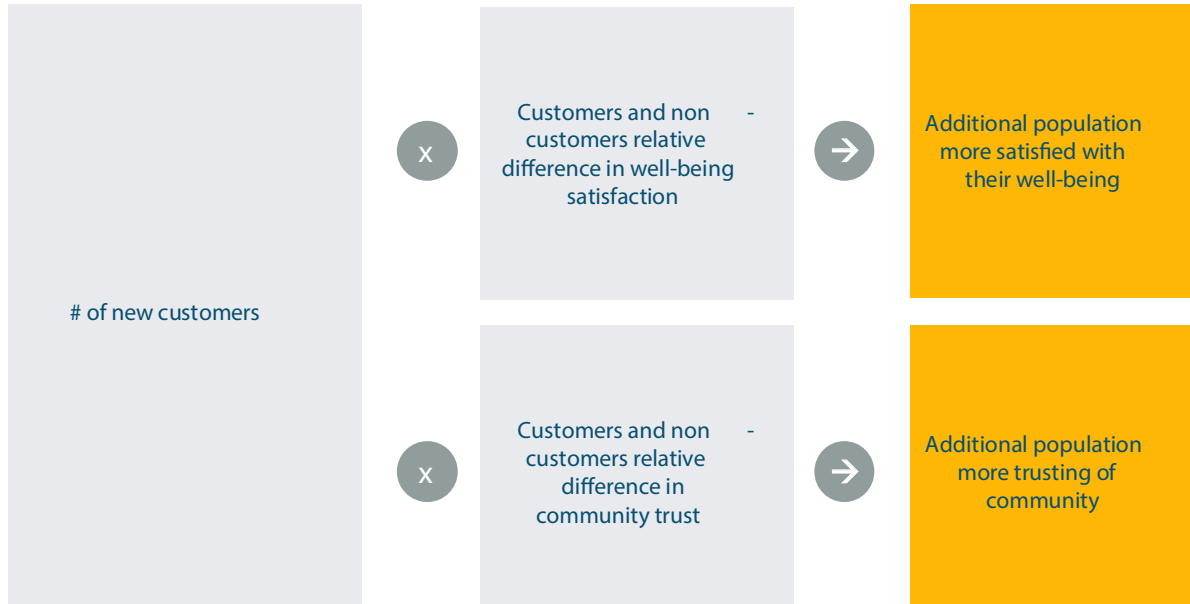 # of new customers
x
Customers and non -
customers relative
difference in well-being
satisfaction
→
Additional population
more satisfied with
their well-being
x
Customers and non -
customers relative
difference in
community trust
→
Additional population
more trusting of
community